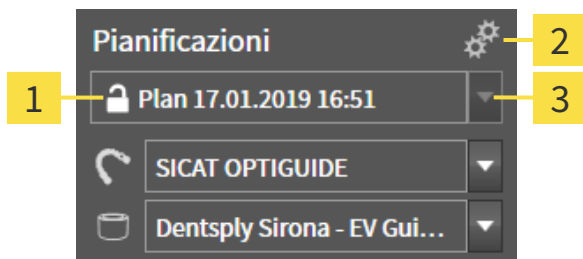 Pianificazioni 2
1 Plan 17.01.2019 16:51 3
SICAT OPTIGUIDE
Dentsply Sirona - EV Gui...